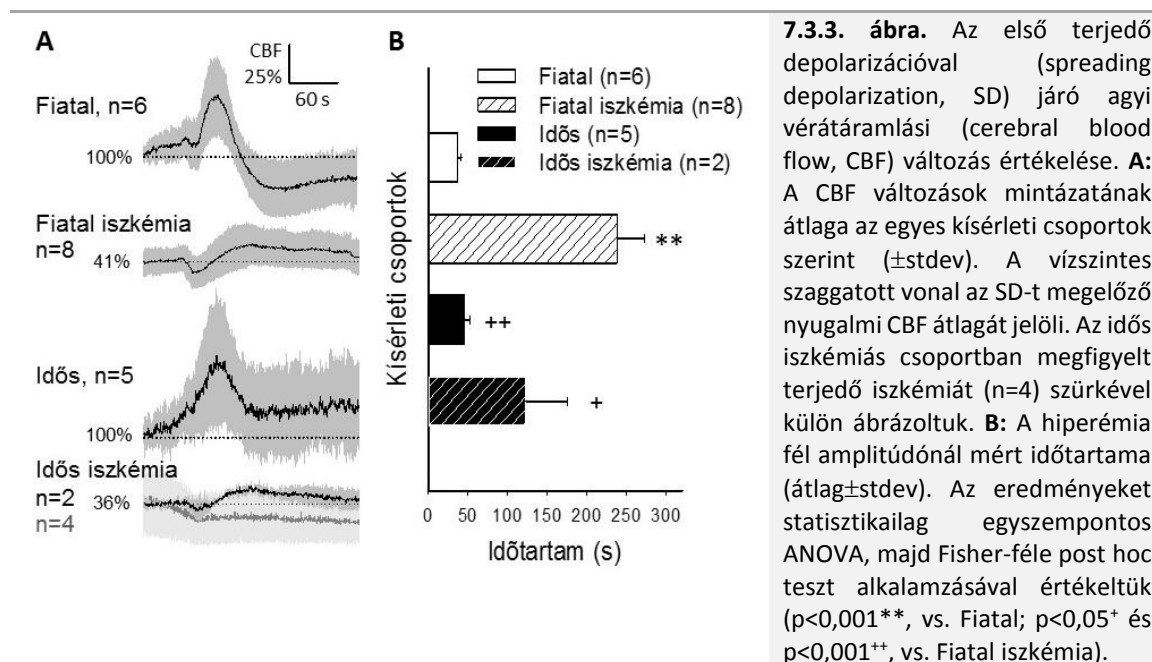 A
CBF
25%
60 s
Fiatal, n=6
100%
Fiatal iszkémia
n=8
41%
Idős, n=5
100%
Idős iszkémia
n=2
36%
n=4
B
Fiatal (n=6)
Fiatal iszkémia (n=8)
Idős (n=5)
Idős iszkémia (n=2)
**
++
+
Kísérleti csoportok
0 50 100 150 200 250 300
Időtartam (s)
7.3.3. ábra. Az első terjedő
depolarizációval (spreading
depolarization, SD) járó agyi
vérátáramlási (cerebral blood
flow, CBF) változás értékelése. A:
A CBF változások mintázatának
átlaga az egyes kísérleti csoportok
szerint (±stdev). A vízszintes
szaggatott vonal az SD-t megelőző
nyugalmi CBF átlagát jelöli. Az idős
iszkémiás csoportban megfigyelt
terjedő iszkémiát (n=4) szürkével
külön ábrázoltuk. B: A hiperémia
fél amplitúdónál mért időtartama
(átlag±stdev). Az eredményeket
statisztikailag egyszempontos
ANOVA, majd Fisher-féle post hoc
teszt alkalamzásával értékeltük
(p<0,001**, vs. Fiatal; p<0,05⁺ és
p<0,001⁺⁺, vs. Fiatal iszkémia).